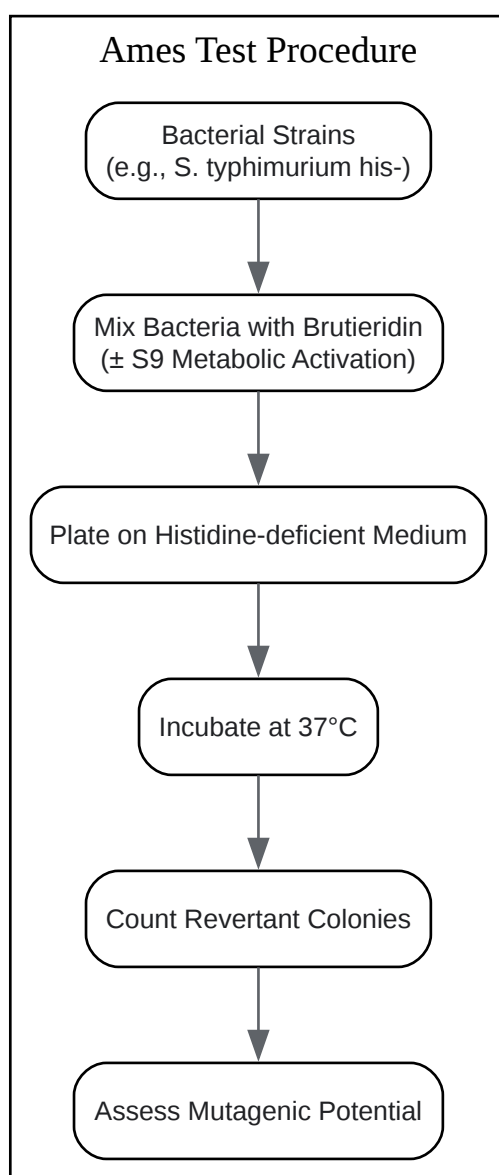 Ames Test Procedure
Bacterial Strains
(e.g., S. typhimurium his-)
Mix Bacteria with Brutieridin
(± S9 Metabolic Activation)
Plate on Histidine-deficient Medium
Incubate at 37°C
Count Revertant Colonies
Assess Mutagenic Potential